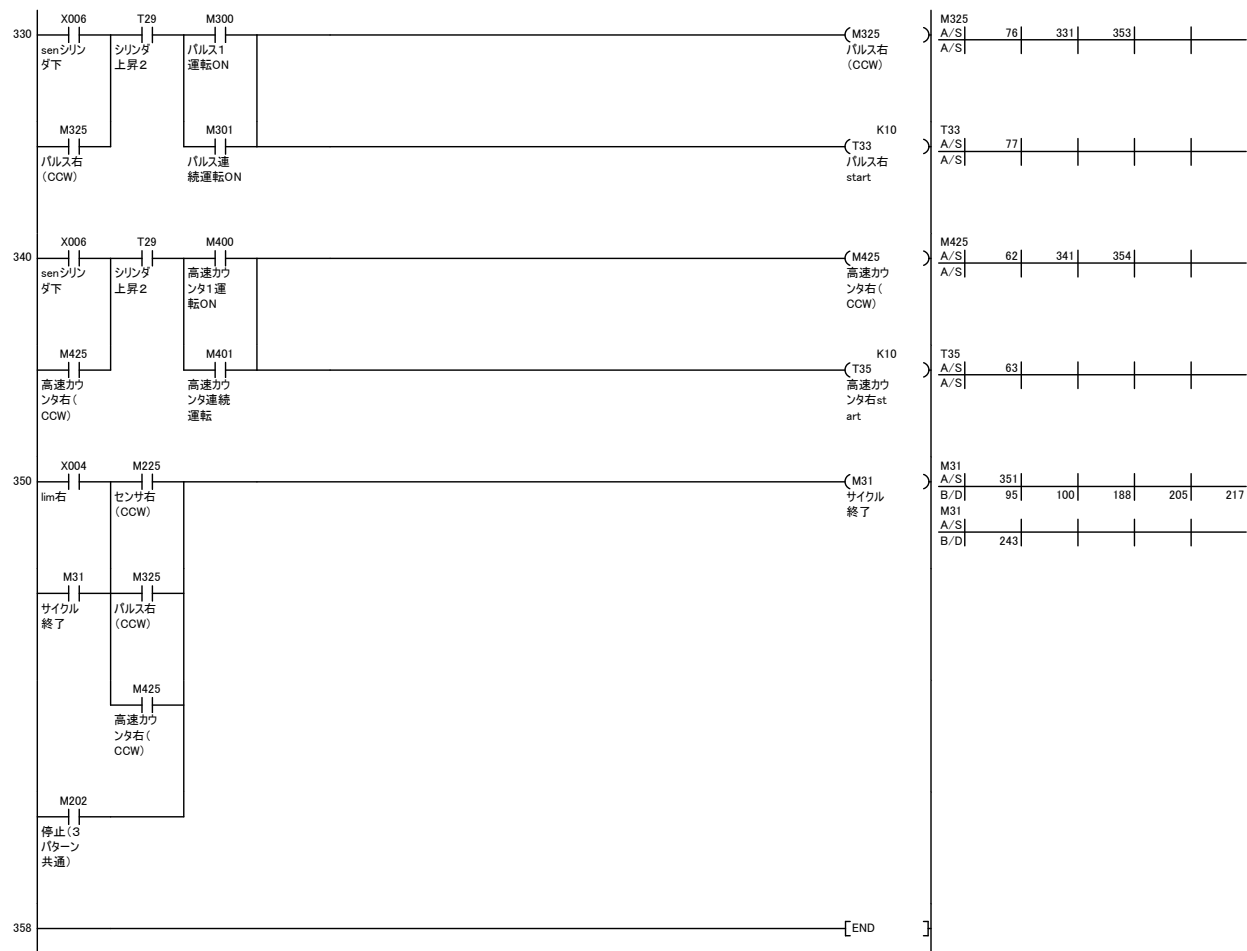 X006 T29 M300
330
senシリン
ダ下
シリンダ
上昇２
パルス１
運転ON
M325
パルス右
(CCW)
M325
A/S 76 331 353
A/S
M325 M301
パルス右
(CCW)
パルス連
続運転ON
K10
T33
パルス右
start
T33
A/S 77
A/S
X006 T29 M400
340
senシリン
ダ下
シリンダ
上昇２
高速カウ
ンタ１運
転ON
M425
高速カウ
ンタ右(
CCW)
M425
A/S 62 341 354
A/S
M425 M401
高速カウ
ンタ右(
CCW)
高速カウ
ンタ連続
運転
K10
T35
高速カウ
ンタ右st
art
T35
A/S 63
A/S
X004 M225
350
lim右
センサ右
(CCW)
M31
サイクル
終了
M31
A/S 351
B/D 95 100 188 205 217
M31
A/S
B/D 243
M31 M325
サイクル
終了
パルス右
(CCW)
M425
高速カウ
ンタ右(
CCW)
M202
停止(３
パターン
共通)
358
END